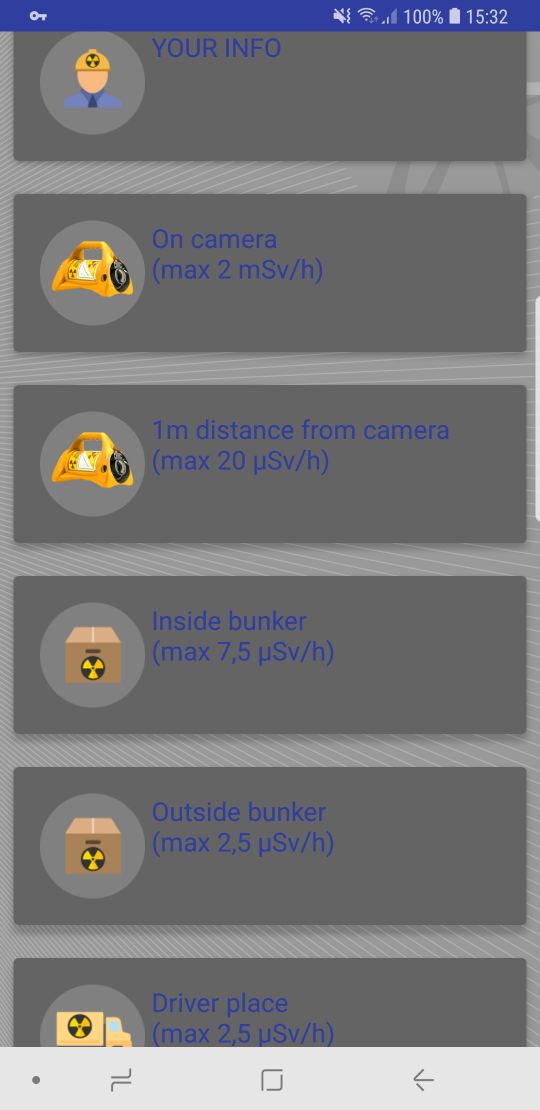 100% 15:32
YOUR INFO
On camera
(max 2 mSv/h)
1m distance from camera
(max 20 µSv/h)
Inside bunker
(max 7,5 µSv/h)
Outside bunker
(max 2,5 µSv/h)
Driver place
(max 2,5 µSv/h)